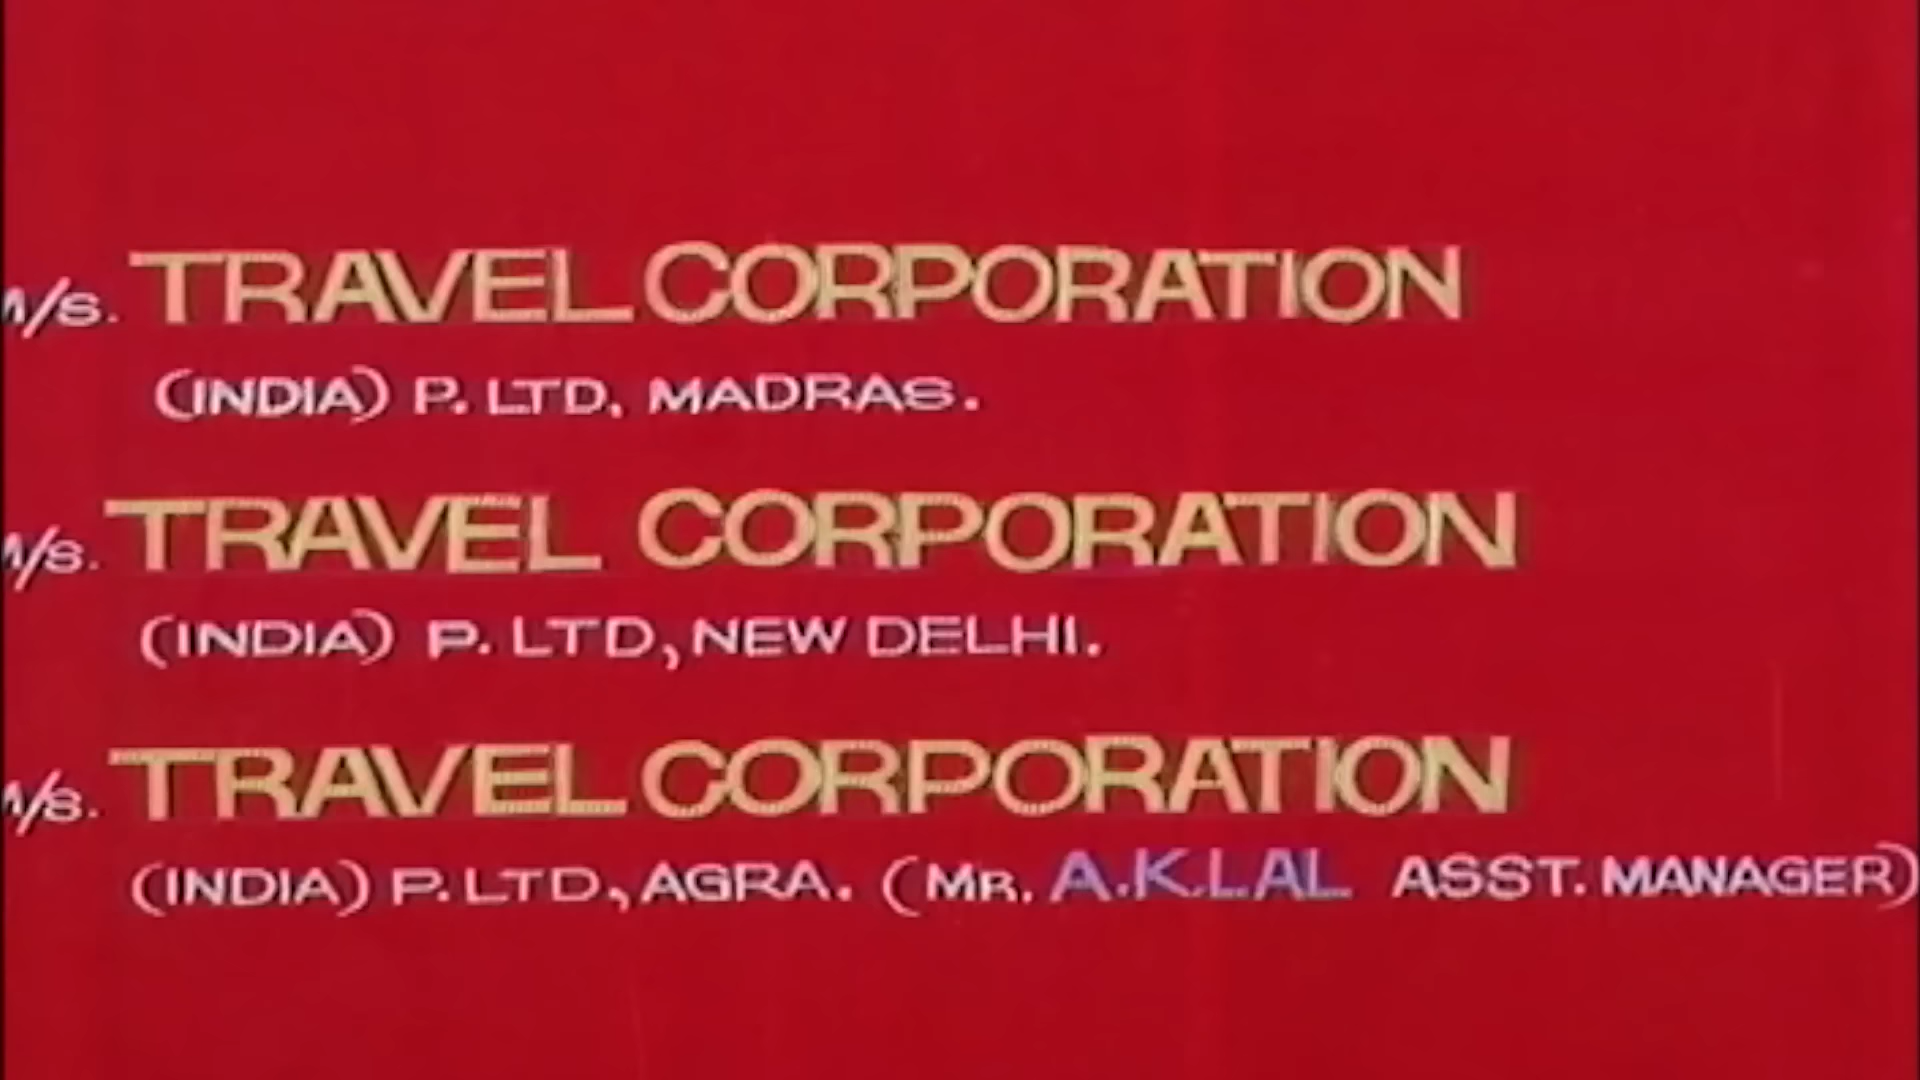 M/S. TRAVEL CORPORATION
(INDIA) P. LTD, MADRAS.
M/S. TRAVEL CORPORATION
(INDIA) P. LTD, NEW DELHI.
M/S. TRAVEL CORPORATION
(INDIA) P. LTD, AGRA. (MR. A.K.LAL ASST. MANAGER)